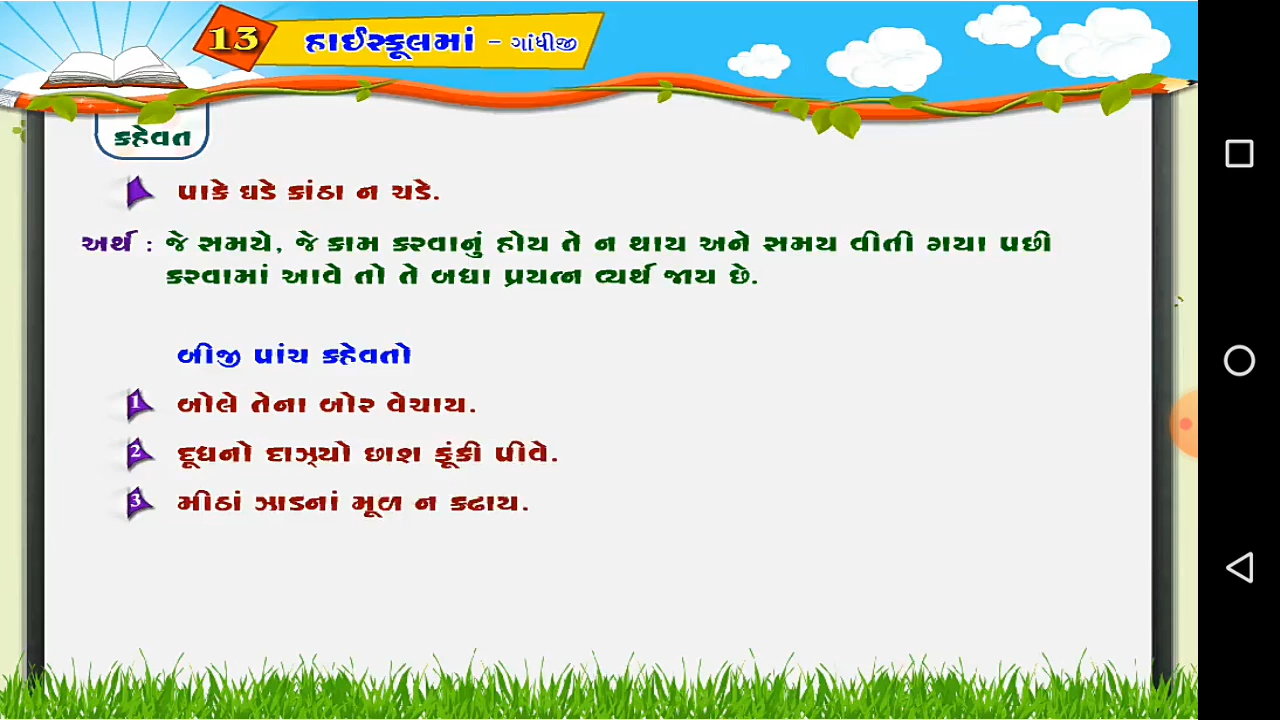 13 હાઈસ્કૂલમાં - ગાંધીજી
કહેવત
પાકે ઘડે કાંઠા ન ચડે.
અર્થ : જે સમયે, જે કામ કરવાનું હોય તે ન થાય અને સમય વીતી ગયા પછી
કરવામાં આવે તો તે બધા પ્રયત્ન વ્યર્થ જાય છે.
બીજી પાંચ કહેવતો
1 બોલે તેના બોર વેચાય.
2 દૂધનો દાઝ્યો છાશ ફૂંકી પીવે.
3 મીઠાં ઝાડનાં મૂળ ન કઢાય.